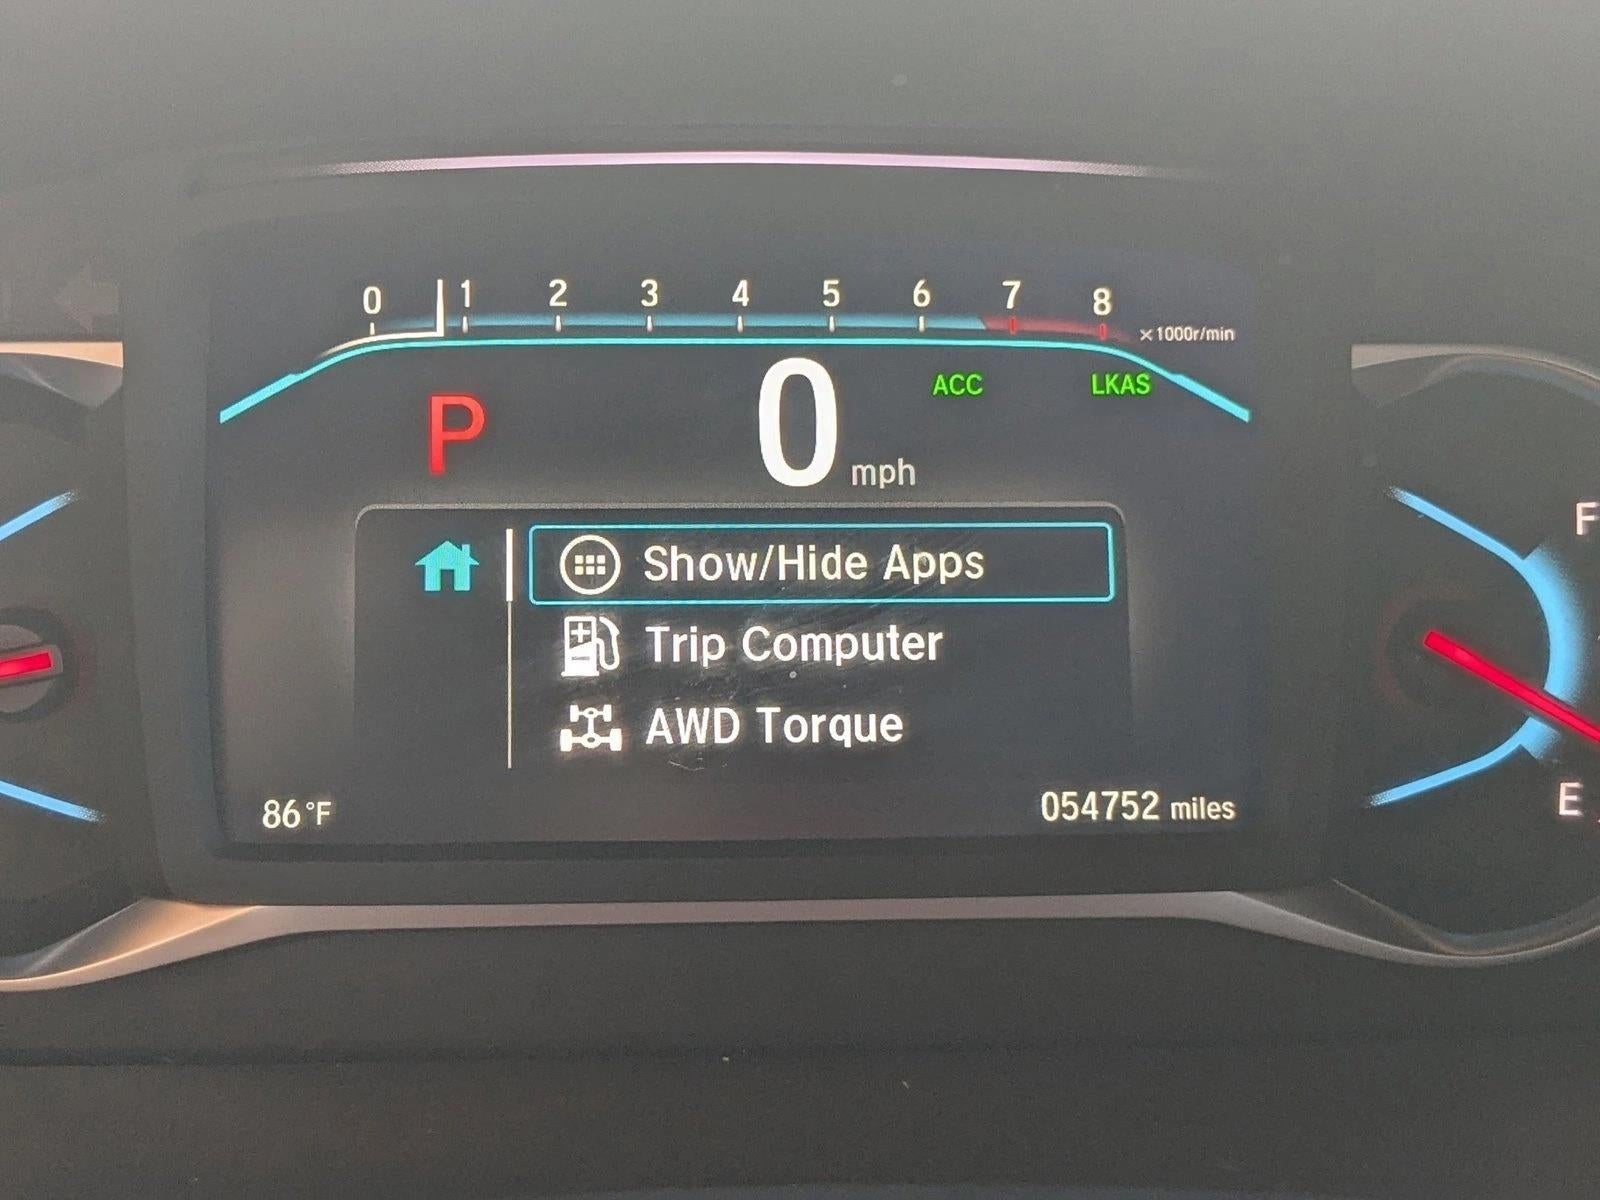 0 1 2 3 4 5 6 7 8
×1000r/min
P 0 mph ACC LKAS
F
Show/Hide Apps
Trip Computer
AWD Torque
86°F 054752 miles E